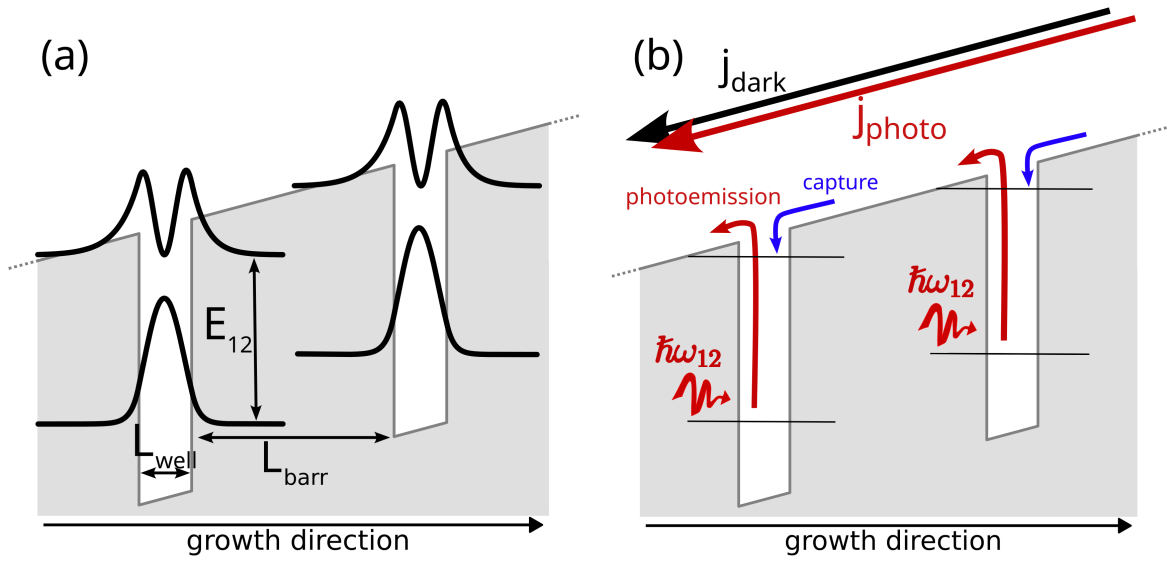 (a)
E12
Lwell
Lbarr
growth direction
(b)
jdark
jphoto
photoemission
capture
ℏω12
ℏω12
growth direction